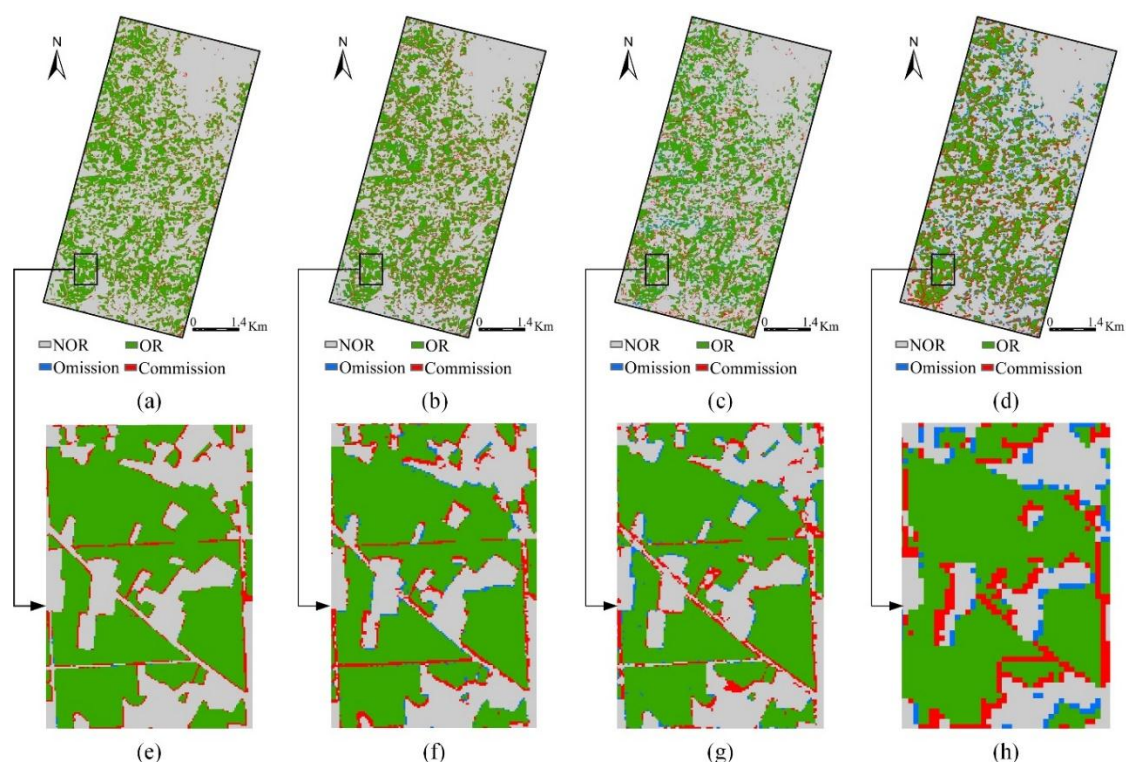 N N N N
0 1.4 Km 0 1.4 Km 0 1.4 Km 0 1.4 Km
NOR OR NOR OR NOR OR NOR OR
Omission Commission Omission Commission Omission Commission Omission Commission
(a) (b) (c) (d)
(e) (f) (g) (h)